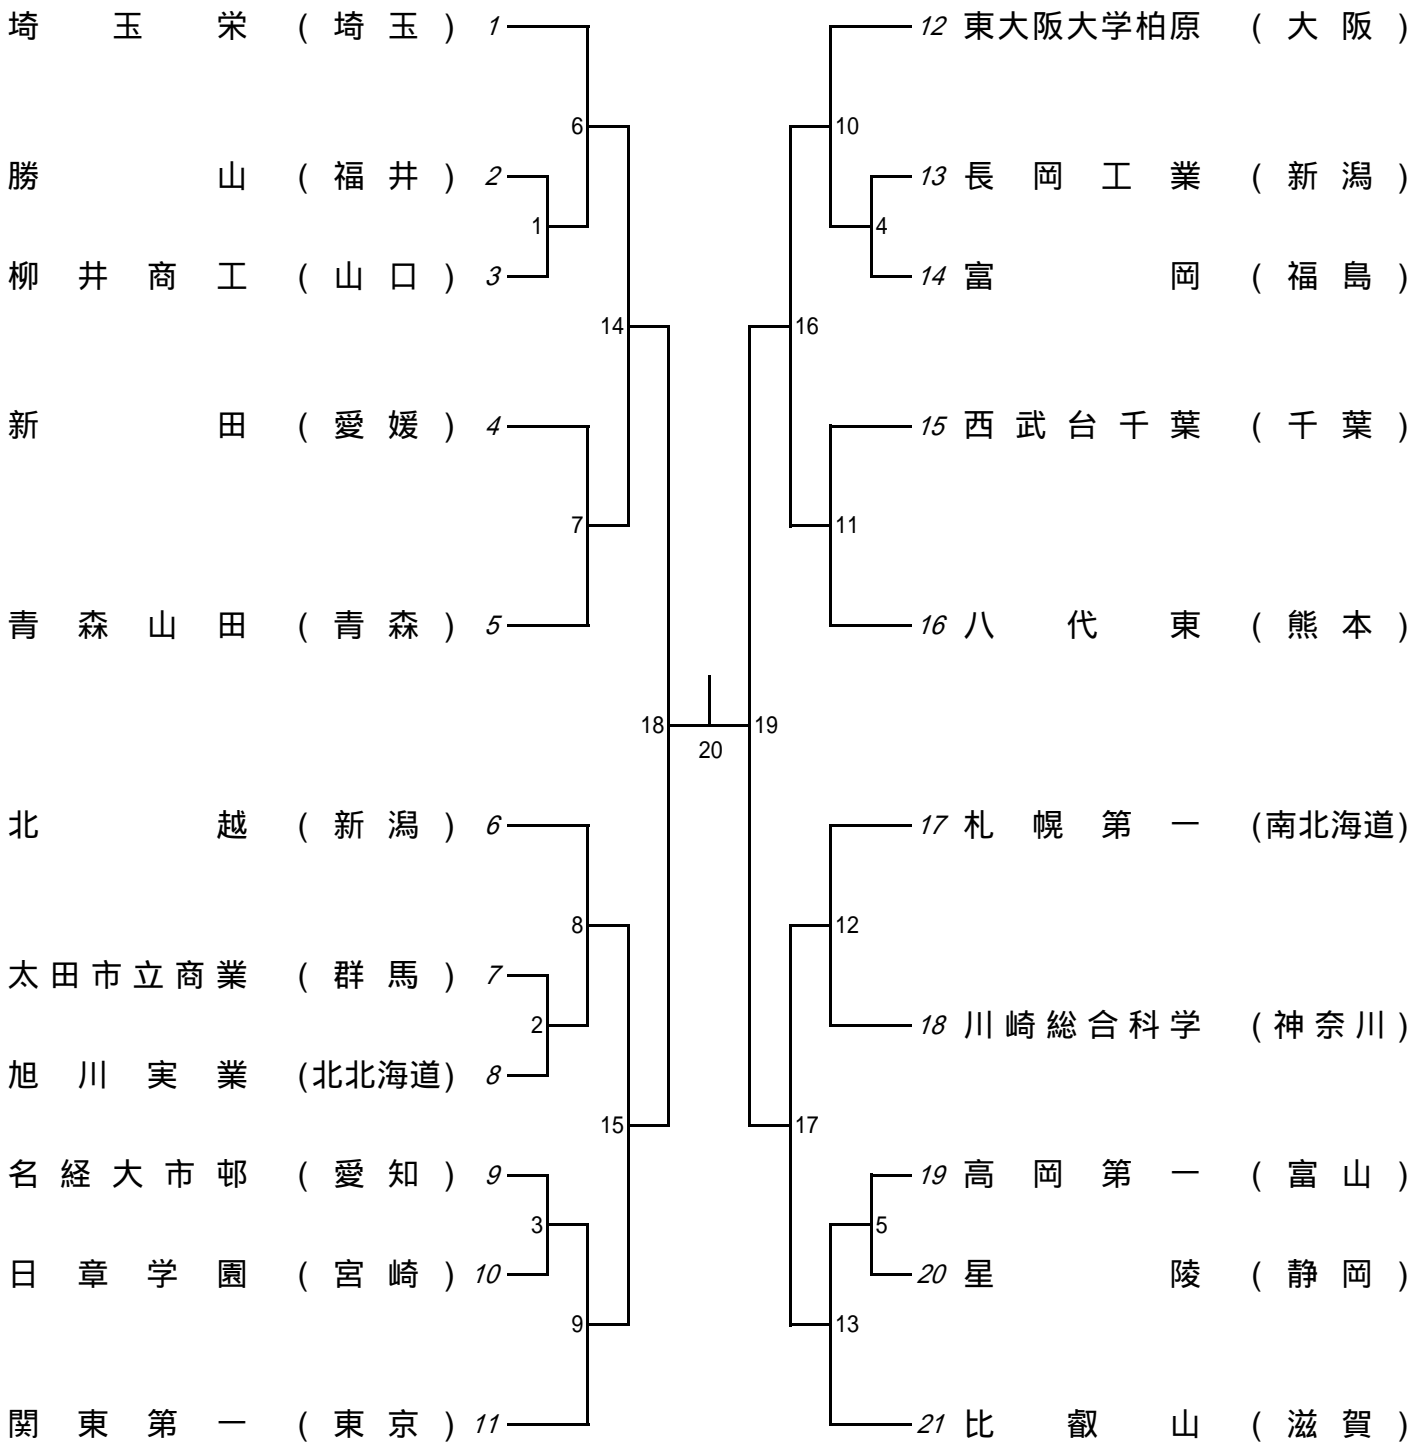 埼玉栄 (埼玉) 1
6
勝山 (福井) 2
1
柳井商工 (山口) 3
14
新田 (愛媛) 4
7
青森山田 (青森) 5
18
20
北越 (新潟) 6
8
太田市立商業 (群馬) 7
2
旭川実業 (北北海道) 8
15
名経大市邨 (愛知) 9
3
日章学園 (宮崎) 10
9
関東第一 (東京) 11
12 東大阪大学柏原 (大阪)
10
13 長岡工業 (新潟)
4
14 富岡 (福島)
16
15 西武台千葉 (千葉)
11
16 八代東 (熊本)
19
17 札幌第一 (南北海道)
12
18 川崎総合科学 (神奈川)
17
19 高岡第一 (富山)
5
20 星陵 (静岡)
13
21 比叡山 (滋賀)